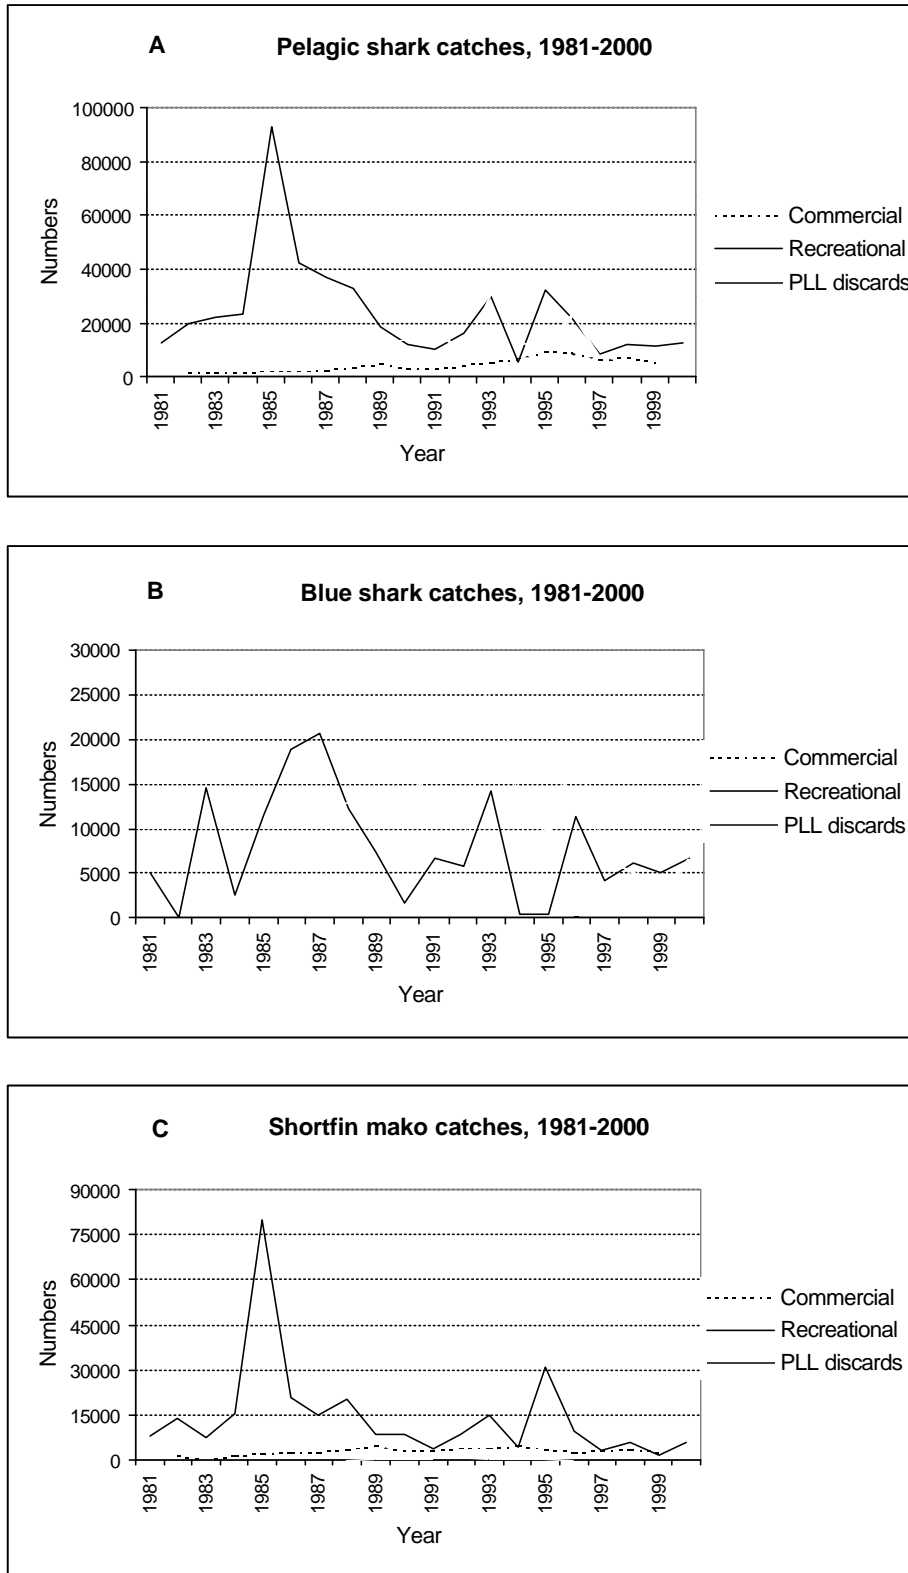 A Pelagic shark catches, 1981-2000
100000
80000
60000
40000
20000
0
Numbers
1981 1983 1985 1987 1989 1991 1993 1995 1997 1999
Year
Commercial
Recreational
PLL discards
B Blue shark catches, 1981-2000
30000
25000
20000
15000
10000
5000
0
Numbers
1981 1983 1985 1987 1989 1991 1993 1995 1997 1999
Year
Commercial
Recreational
PLL discards
C Shortfin mako catches, 1981-2000
90000
75000
60000
45000
30000
15000
0
Numbers
1981 1983 1985 1987 1989 1991 1993 1995 1997 1999
Year
Commercial
Recreational
PLL discards